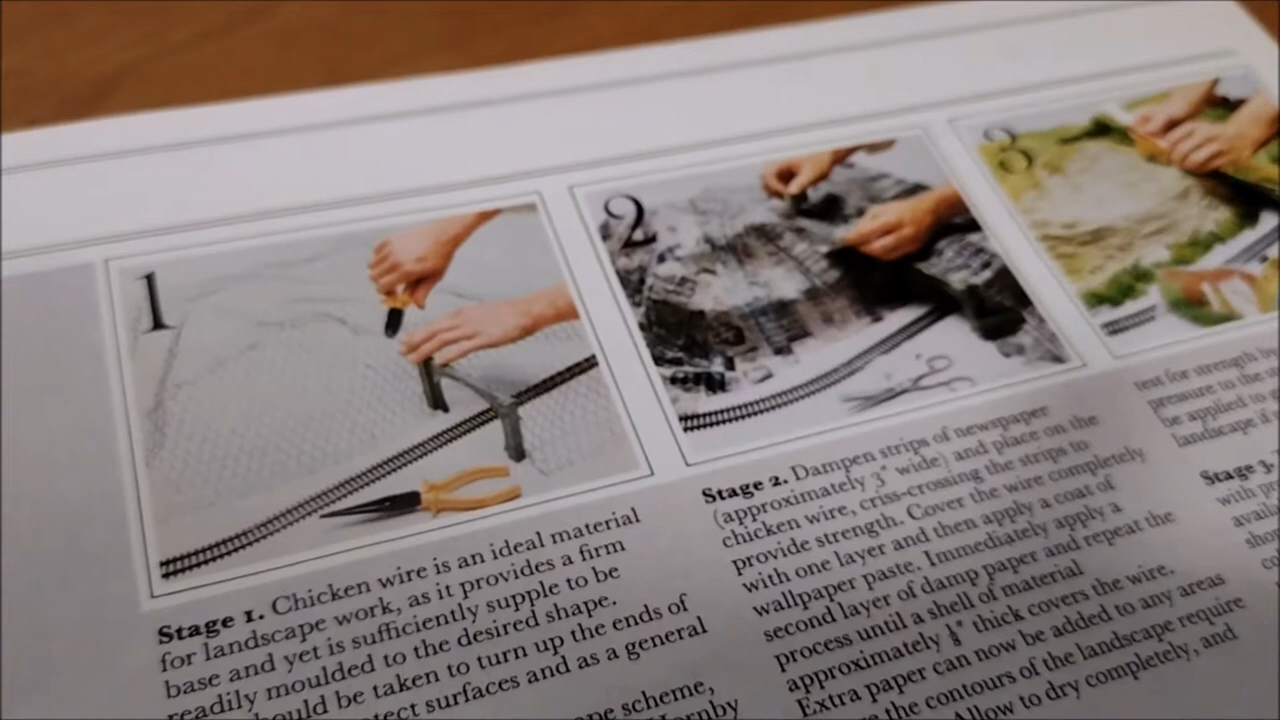 1
2
3
Stage 1. Chicken wire is an ideal material
for landscape work, as it provides a firm
base and yet is sufficiently supple to be
readily moulded to the desired shape.
be taken to turn up the ends of
surfaces and as a general
scheme,
Hornby
Stage 2. Dampen strips of newspaper
(approximately 3" wide) and place on the
chicken wire, criss-crossing the strips to
provide strength. Cover the wire completely
with one layer and then apply a coat of
wallpaper paste. Immediately apply a
second layer of damp paper and repeat the
process until a shell of material
approximately ⅛" thick covers the wire.
Extra paper can now be added to any areas
the contours of the landscape require
Allow to dry completely, and
test for strength by
pressure to the
be applied to
landscape if
Stage 3.
with